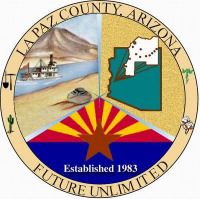 LA PAZ COUNTY, ARIZONA
Established 1983
FUTURE UNLIMITED